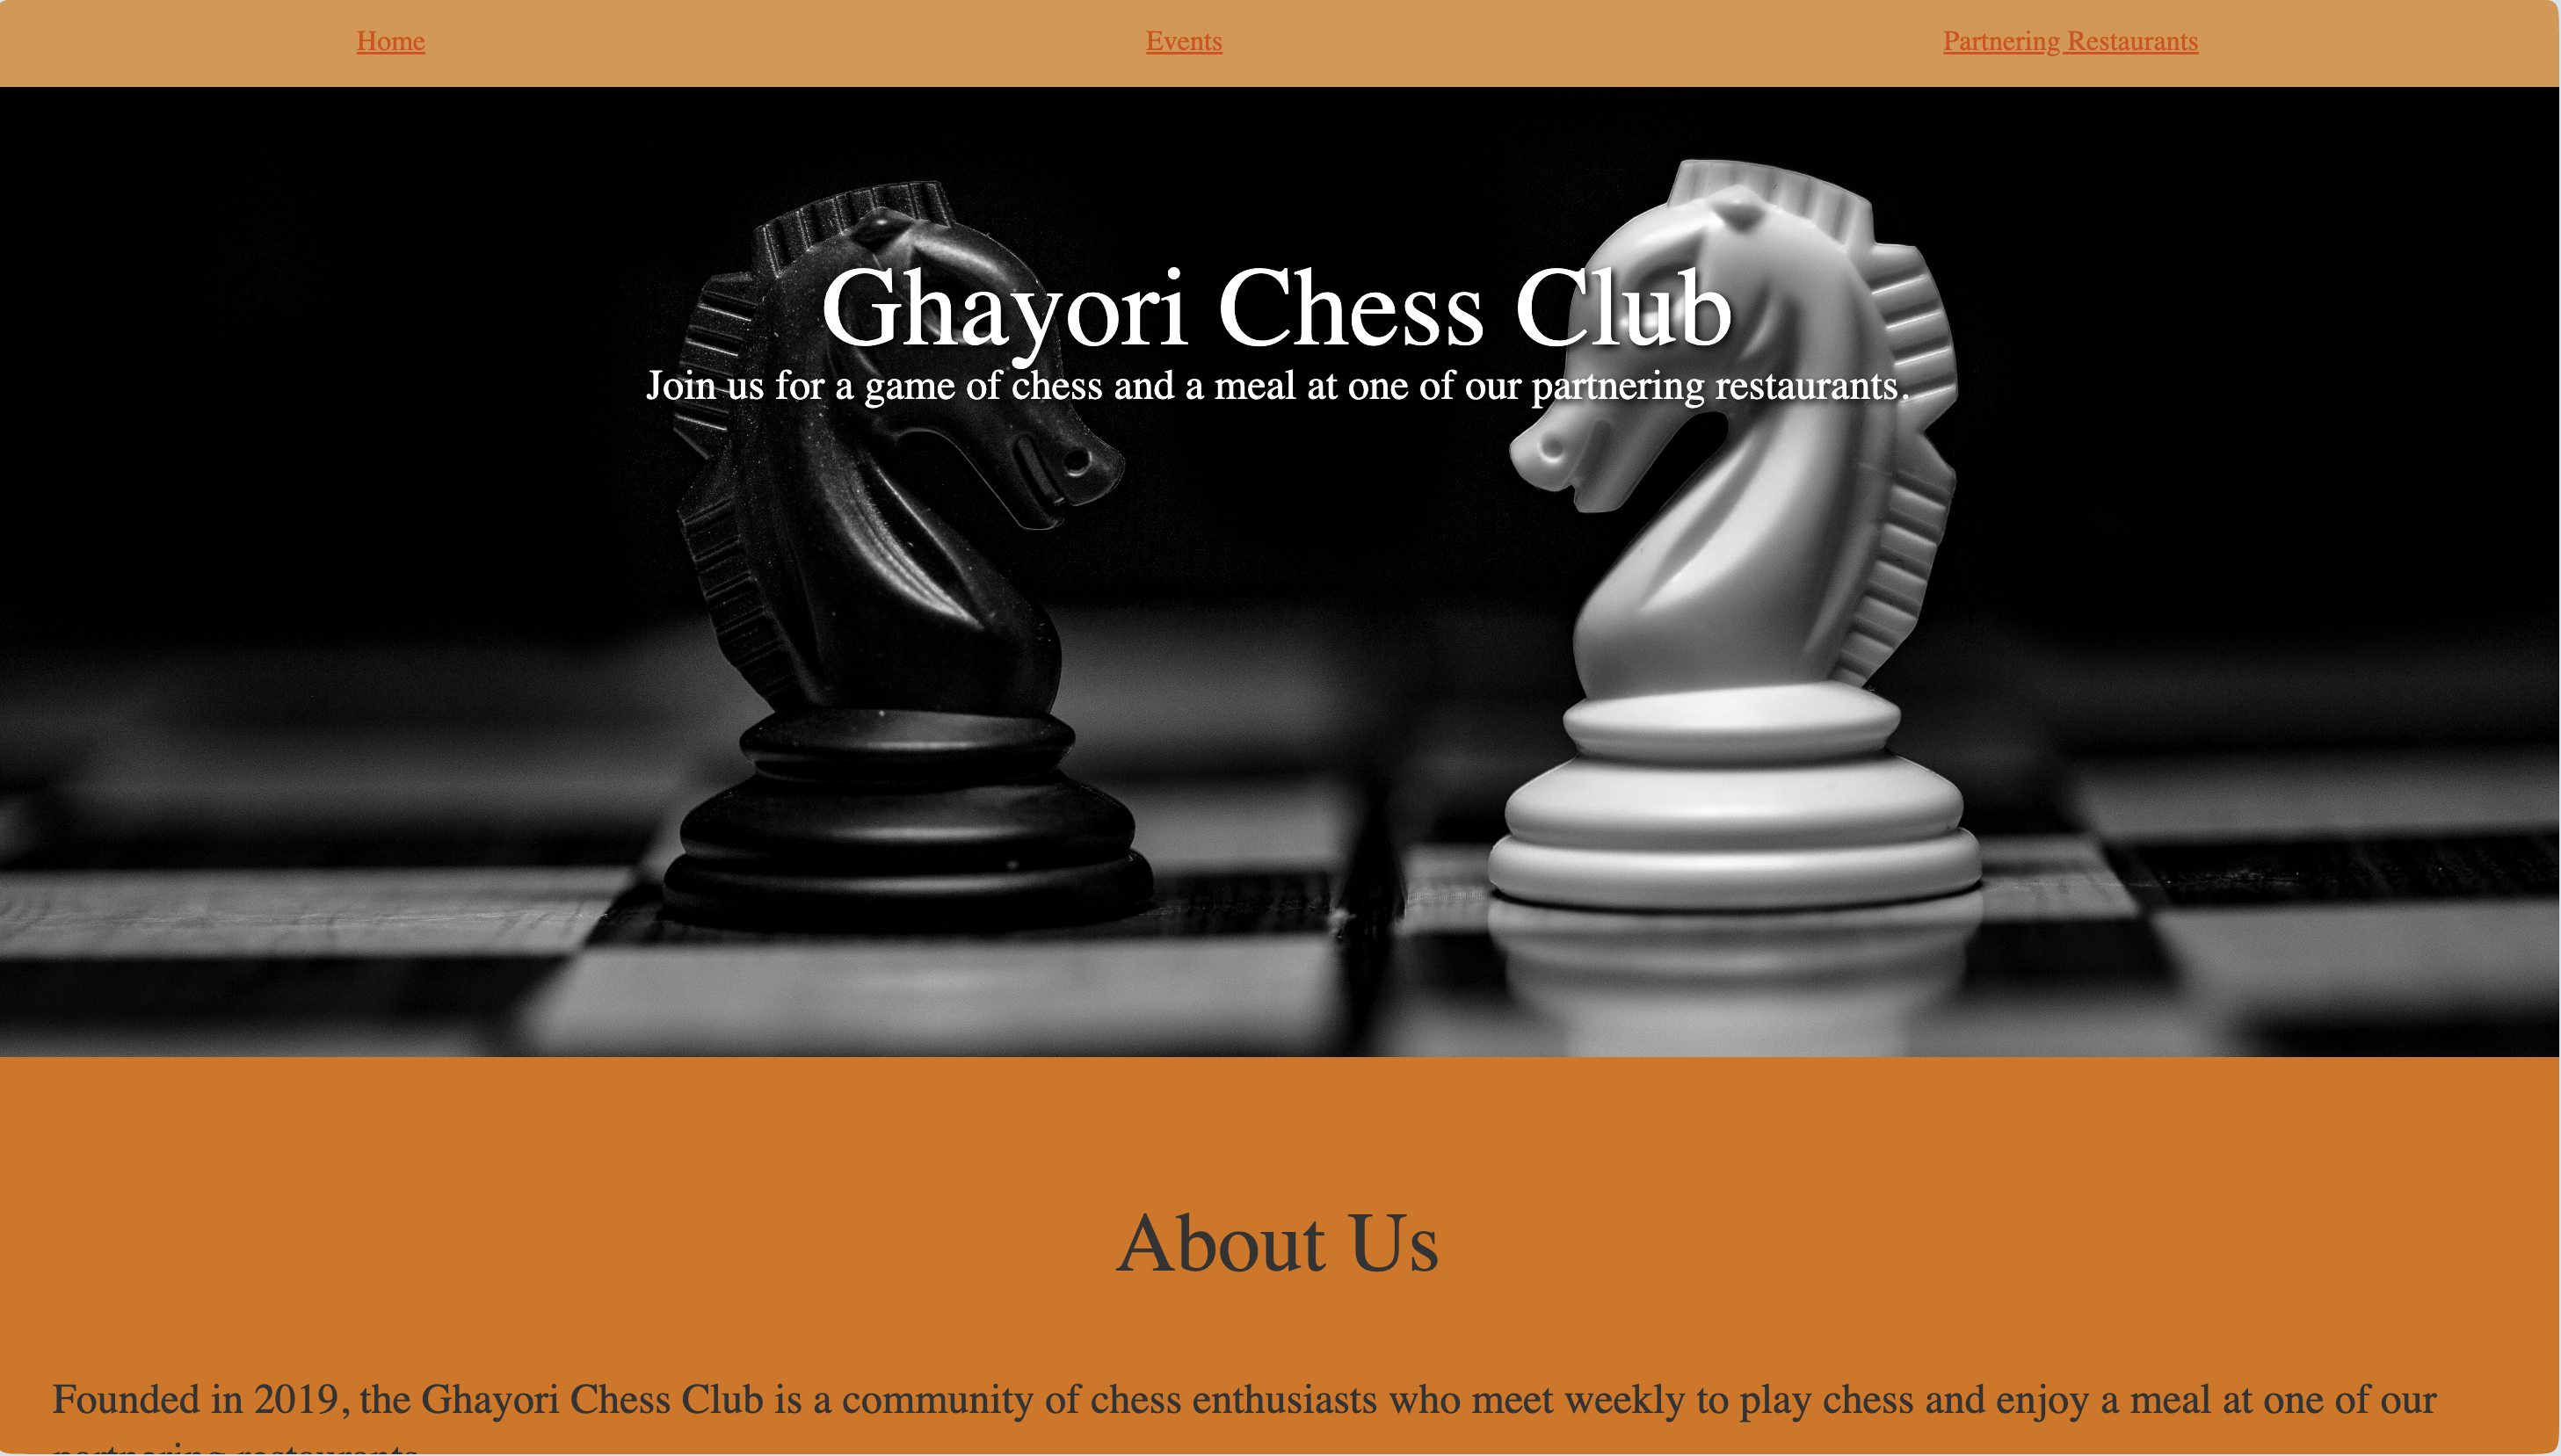 Home Events Partnering Restaurants
Ghayori Chess Club
Join us for a game of chess and a meal at one of our partnering restaurants.
About Us
Founded in 2019, the Ghayori Chess Club is a community of chess enthusiasts who meet weekly to play chess and enjoy a meal at one of our
partnering restaurants